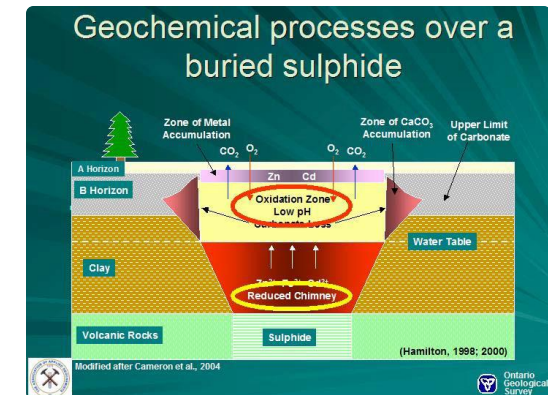 Geochemical processes over a
buried sulphide
Zone of Metal
Accumulation
CO₂
O₂
O₂
CO₂
Zone of CaCO₃
Accumulation
Upper Limit
of Carbonate
A Horizon
Zn
Cd
B Horizon
Oxidation Zone
Low pH
Carbonate Loss
Water Table
Clay
Reduced Chimney
Volcanic Rocks
Sulphide
(Hamilton, 1998; 2000)
Modified after Cameron et al., 2004
Ontario
Geological
Survey